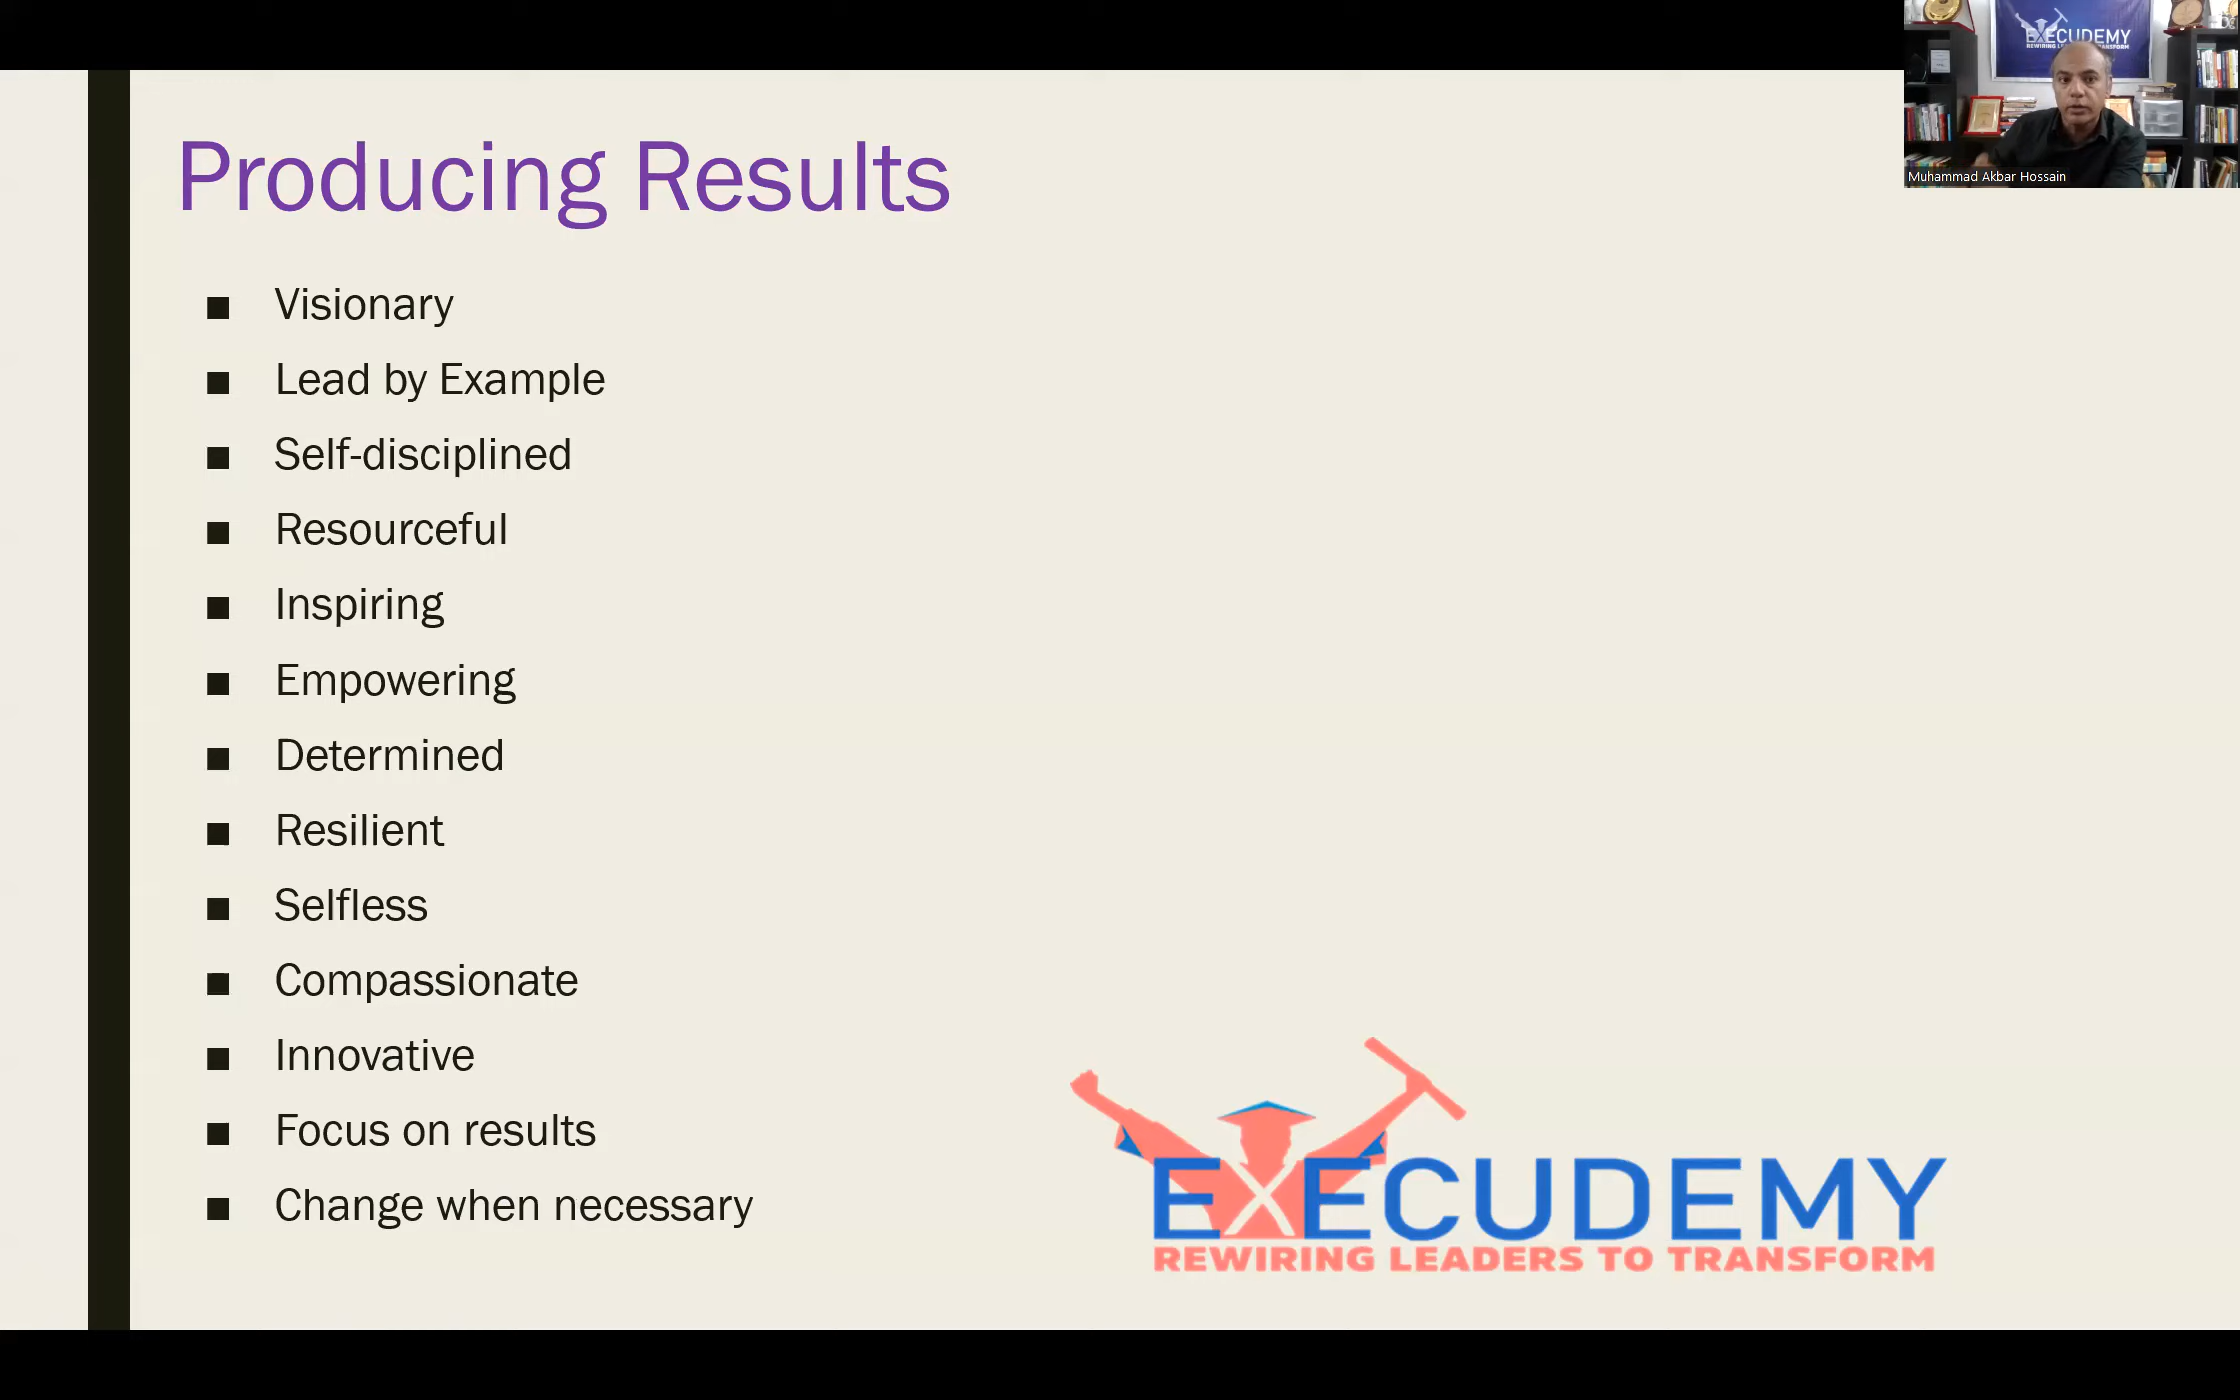 Producing Results
Visionary
Lead by Example
Self-disciplined
Resourceful
Inspiring
Empowering
Determined
Resilient
Selfless
Compassionate
Innovative
Focus on results
Change when necessary
EXECUDEMY
REWIRING LEADERS TO TRANSFORM
EXECUDEMY
Muhammad Akbar Hossain